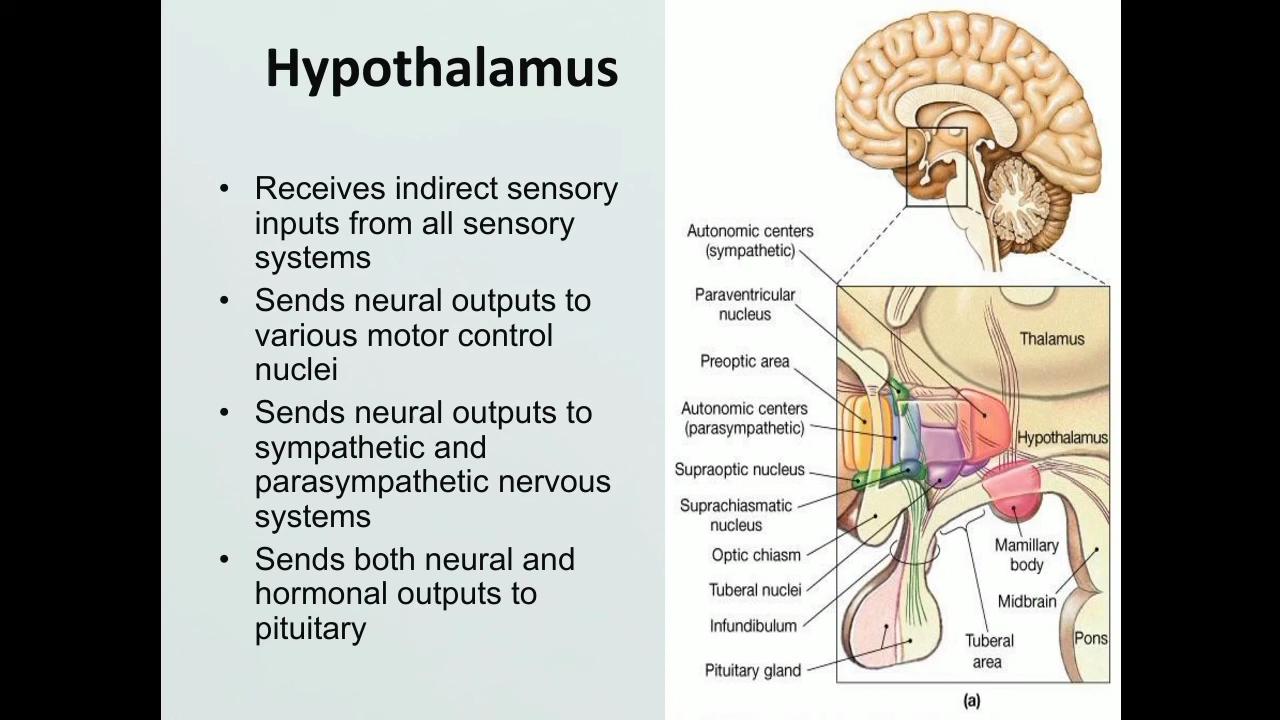 Hypothalamus
• Receives indirect sensory
inputs from all sensory
systems
• Sends neural outputs to
various motor control
nuclei
• Sends neural outputs to
sympathetic and
parasympathetic nervous
systems
• Sends both neural and
hormonal outputs to
pituitary
Autonomic centers
(sympathetic)
Paraventricular
nucleus
Preoptic area
Autonomic centers
(parasympathetic)
Supraoptic nucleus
Suprachiasmatic
nucleus
Optic chiasm
Tuberal nuclei
Infundibulum
Pituitary gland
Thalamus
Hypothalamus
Mamillary
body
Midbrain
Tuberal
area
Pons
(a)